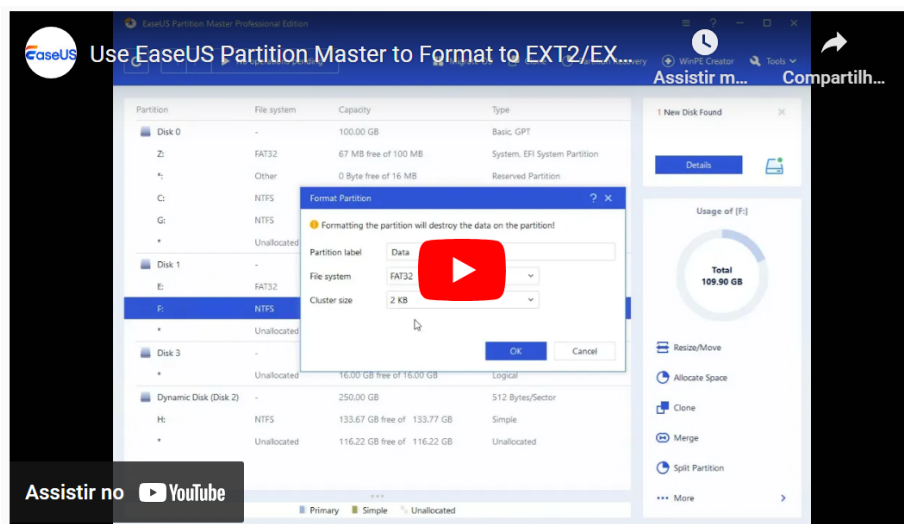 EaseUS Partition Master Professional Edition
EaseUS
Use EaseUS Partition Master to Format to EXT2/EX...
WinPE Creator
Tools
Assistir m...
Compartilh...
Partition File system Capacity Type
Disk 0 - 100.00 GB Basic, GPT
Z: FAT32 67 MB free of 100 MB System, EFI System Partition
*: Other 0 Byte free of 16 MB Reserved Partition
C: NTFS
G: NTFS
* Unallocated
Disk 1 -
E: FAT32
F: NTFS
* Unallocated
Disk 3 -
* Unallocated 16.00 GB free of 16.00 GB Logical
Dynamic Disk (Disk 2) - 250.00 GB 512 Bytes/Sector
H: NTFS 133.67 GB free of 133.77 GB Simple
* Unallocated 116.22 GB free of 116.22 GB Unallocated
Format Partition ? ×
Formatting the partition will destroy the data on the partition!
Partition label Data
File system FAT32
Cluster size 2 KB
OK Cancel
1 New Disk Found
Details
Usage of [F:]
Total
109.90 GB
Resize/Move
Allocate Space
Clone
Merge
Split Partition
More
Assistir no YouTube
Primary Simple Unallocated